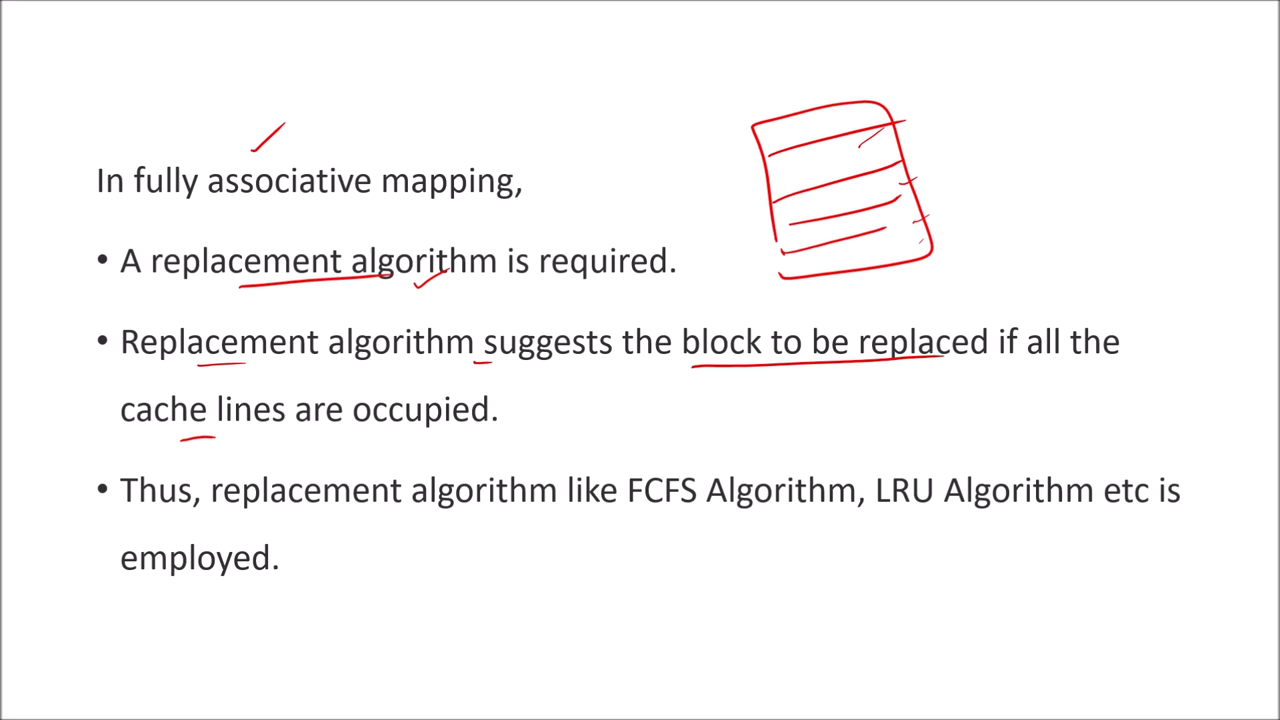 In fully associative mapping,
• A replacement algorithm is required.
• Replacement algorithm suggests the block to be replaced if all the
cache lines are occupied.
• Thus, replacement algorithm like FCFS Algorithm, LRU Algorithm etc is
employed.